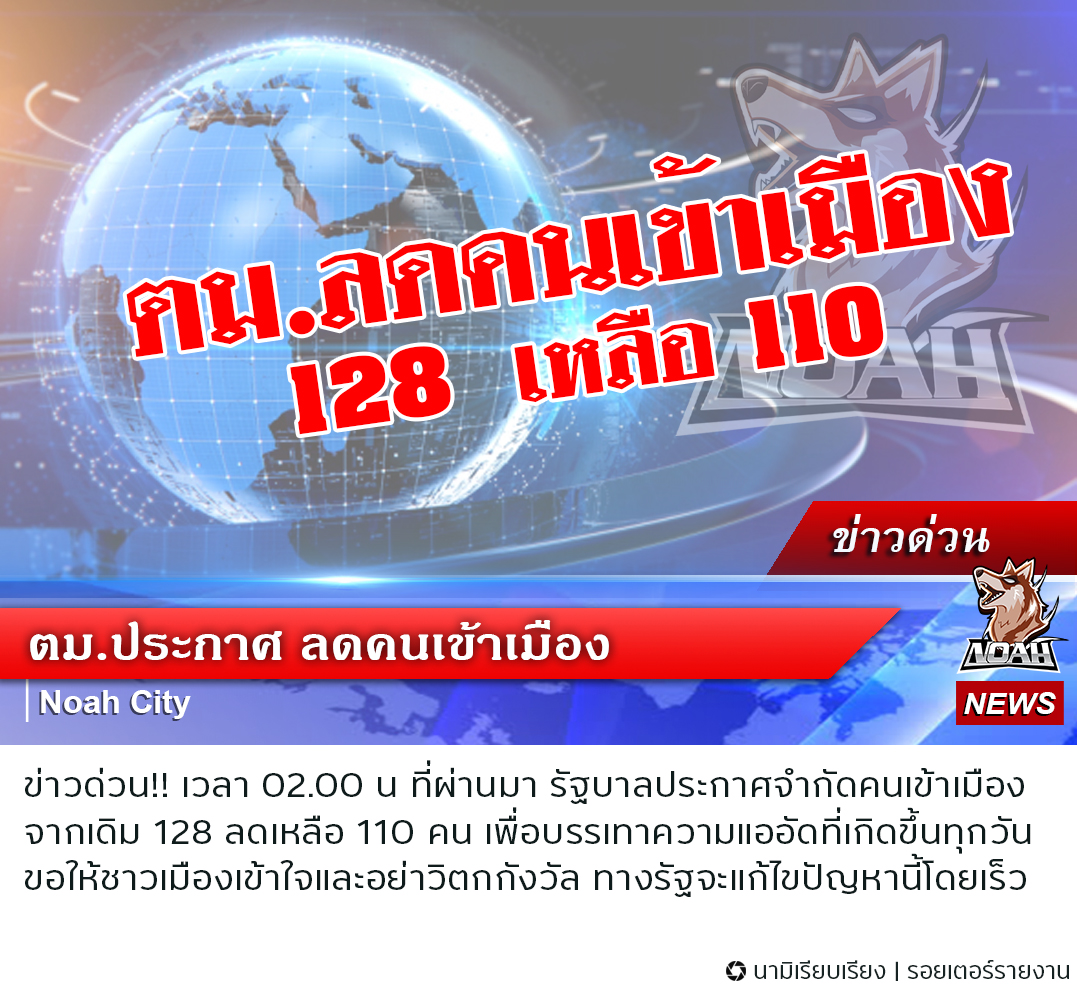 ตม.ลดคนเข้าเมือง
128 เหลือ 110
NOAH
ข่าวด่วน
ตม.ประกาศ ลดคนเข้าเมือง
NOAH
Noah City
NEWS
ข่าวด่วน!! เวลา 02.00 น ที่ผ่านมา รัฐบาลประกาศจำกัดคนเข้าเมือง
จากเดิม 128 ลดเหลือ 110 คน เพื่อบรรเทาความแออัดที่เกิดขึ้นทุกวัน
ขอให้ชาวเมืองเข้าใจและอย่าวิตกกังวัล ทางรัฐจะแก้ไขปัญหานี้โดยเร็ว
นามิเรียบเรียง | รอยเตอร์รายงาน